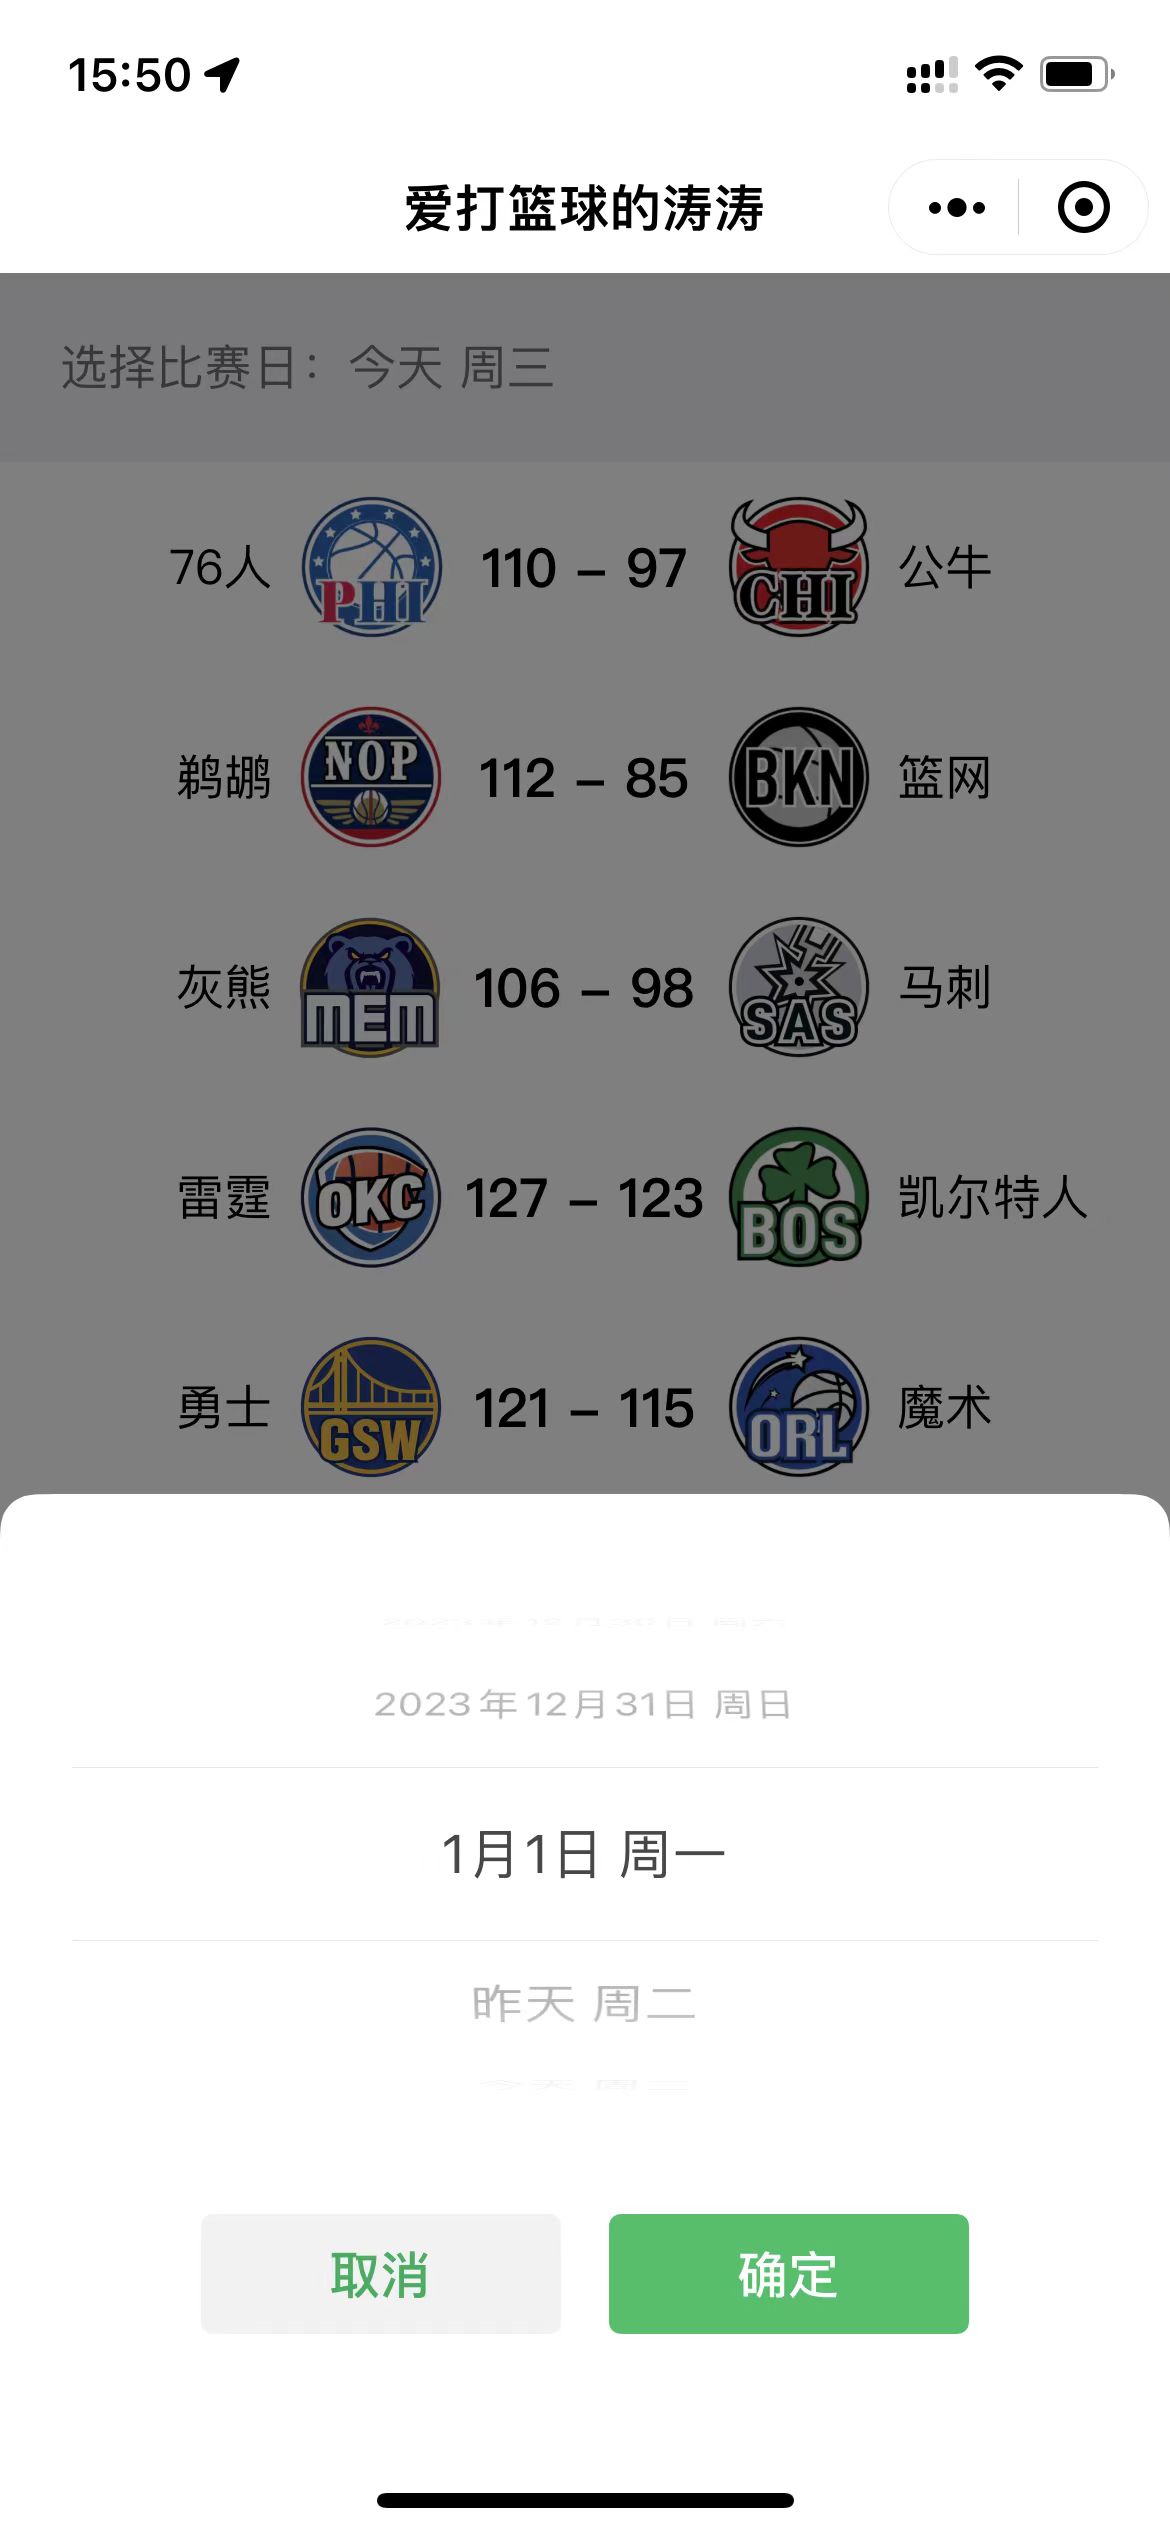 15:50
爱打篮球的涛涛
选择比赛日：今天 周三
76人 PHI 110 – 97 CHI 公牛
鹈鹕 NOP 112 – 85 BKN 篮网
灰熊 MEM 106 – 98 SAS 马刺
雷霆 OKC 127 – 123 BOS 凯尔特人
勇士 GSW 121 – 115 ORL 魔术
2023年12月31日 周日
1月1日 周一
昨天 周二
今天 周三
取消 确定